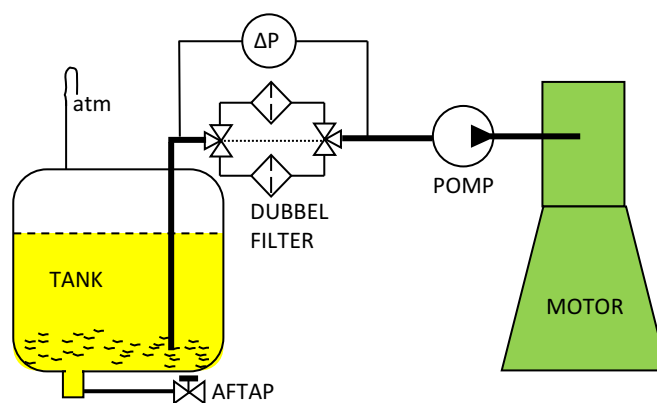 ΔP
atm
POMP
DUBBEL
FILTER
TANK
MOTOR
AFTAP